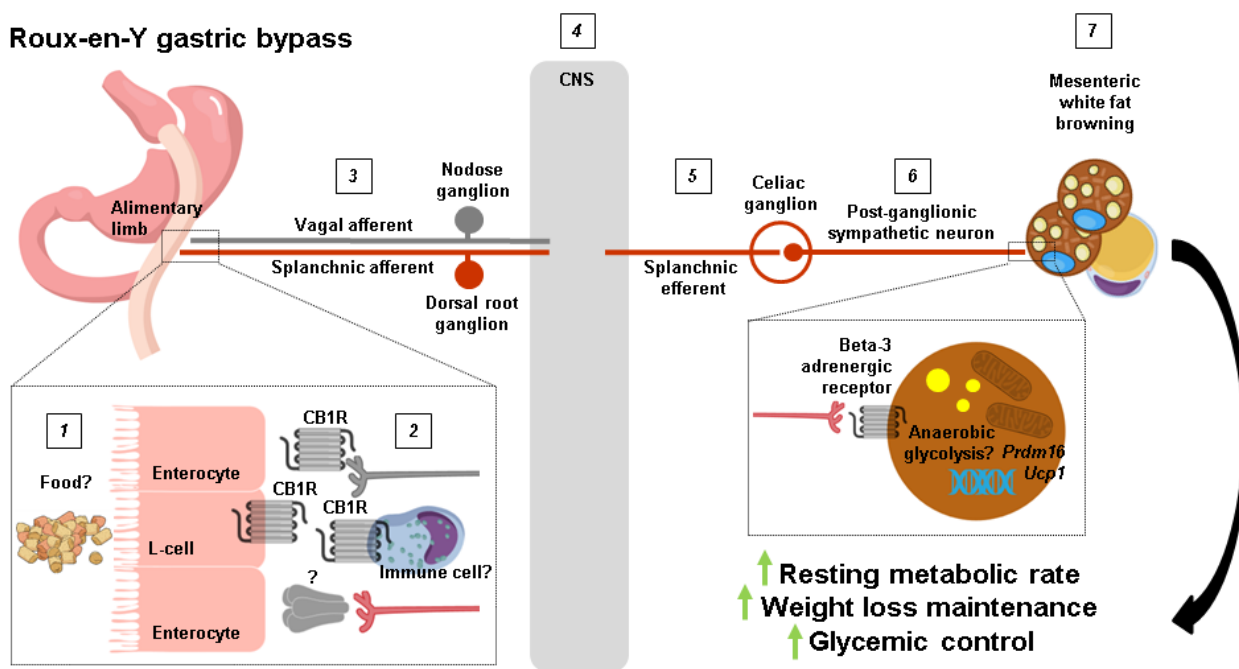 Roux-en-Y gastric bypass
4
CNS
7
Mesenteric
white fat
browning
Alimentary
limb
3
Nodose
ganglion
Vagal afferent
Splanchnic afferent
Dorsal root
ganglion
5
Splanchnic
efferent
Celiac
ganglion
6
Post-ganglionic
sympathetic neuron
1
Food?
Enterocyte
L-cell
Enterocyte
2
CB1R
CB1R
CB1R
Immune cell?
?
Beta-3
adrenergic
receptor
Anaerobic
glycolysis?
Prdm16
Ucp1
Resting metabolic rate
Weight loss maintenance
Glycemic control